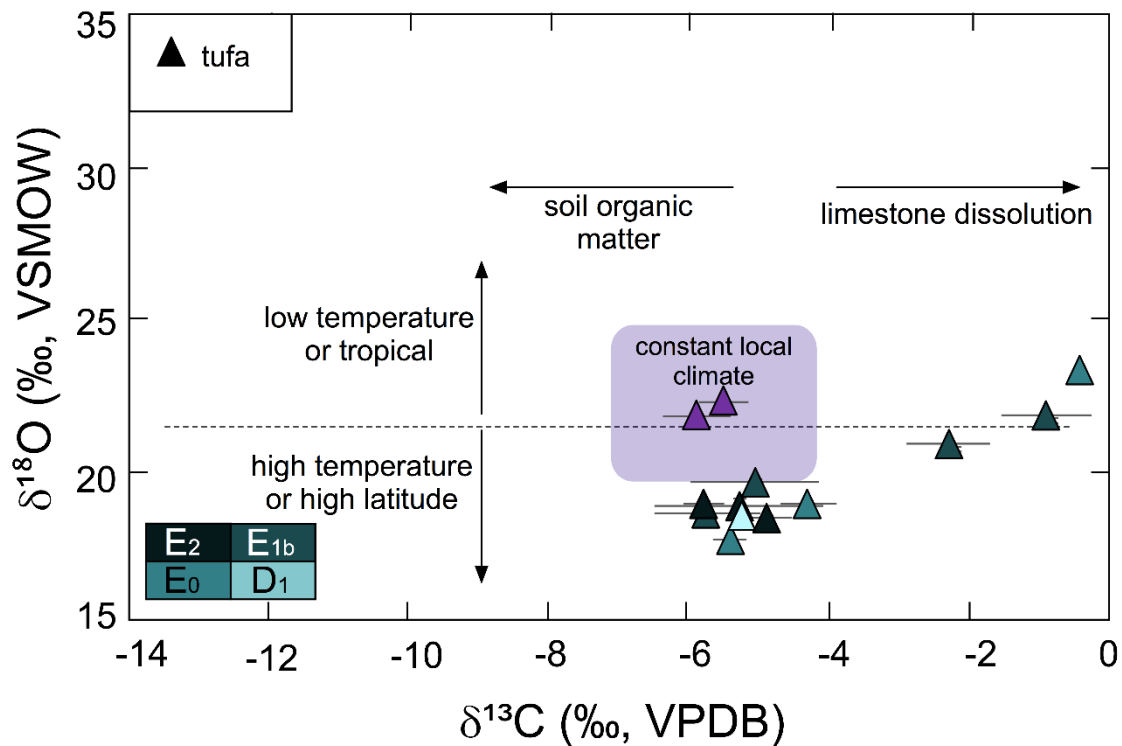 35
tufa
30
soil organic
matter
limestone dissolution
25
low temperature
or tropical
constant local
climate
20
high temperature
or high latitude
E₂ E₁b
E₀ D₁
15
-14 -12 -10 -8 -6 -4 -2 0
δ¹³C (‰, VPDB)
δ¹⁸O (‰, VSMOW)